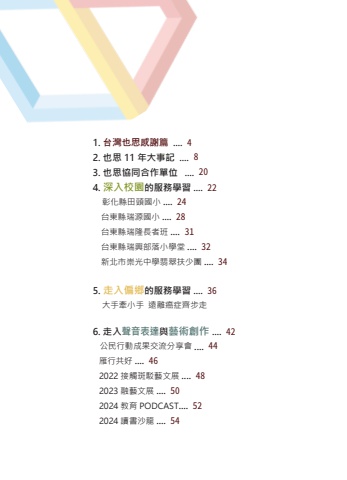 1. 台灣也思感謝篇 .... 4
2. 也思 11 年大事記 .... 8
3. 也思協同合作單位 .... 20
4. 深入校園的服務學習 .... 22
彰化縣田頭國小 .... 24
台東縣瑞源國小 .... 28
台東縣瑞隆長者班 .... 31
台東縣瑞興部落小學堂 .... 32
新北市崇光中學翡翠扶少團 .... 34
5. 走入偏鄉的服務學習 .... 36
大手牽小手 遠離癌症齊步走
6. 走入聲音表達與藝術創作 .... 42
公民行動成果交流分享會 .... 44
雁行共好 .... 46
2022 接觸斑駁藝文展 .... 48
2023 融藝文展 .... 50
2024 教育 PODCAST.... 52
2024 讀書沙龍 .... 54